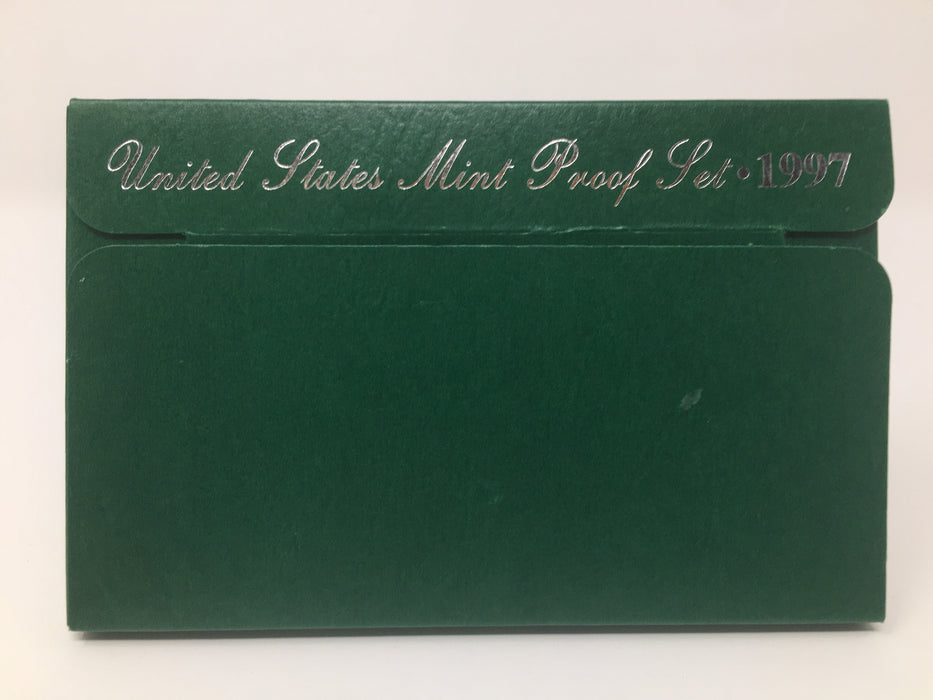 United States Mint Proof Set • 1997